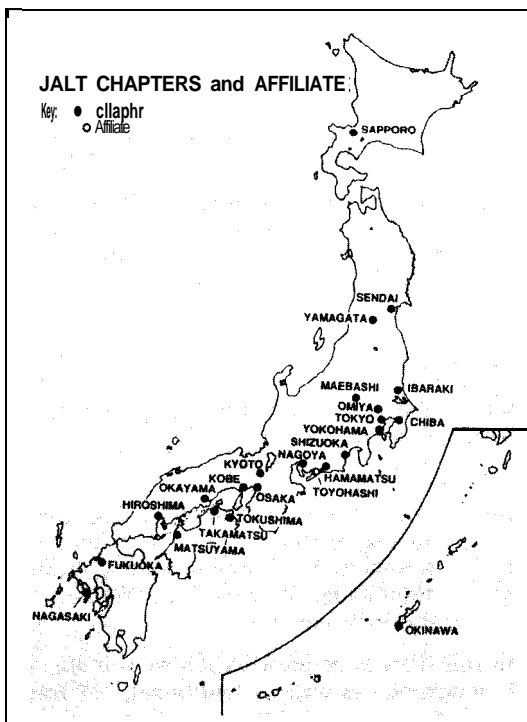 JALT CHAPTERS and AFFILIATE
Key: ● cllaphr
○ Affiliate
SAPPORO
SENDAI
YAMAGATA
MAEBASHI
IBARAKI
OMIYA
TOKYO
CHIBA
YOKOHAMA
SHIZUOKA
NAGOYA
KYOTO
HAMAMATSU
KOBE
TOYOHASHI
OKAYAMA
OSAKA
HIROSHIMA
TOKUSHIMA
TAKAMATSU
MATSUYAMA
FUKUOKA
NAGASAKI
OKINAWA